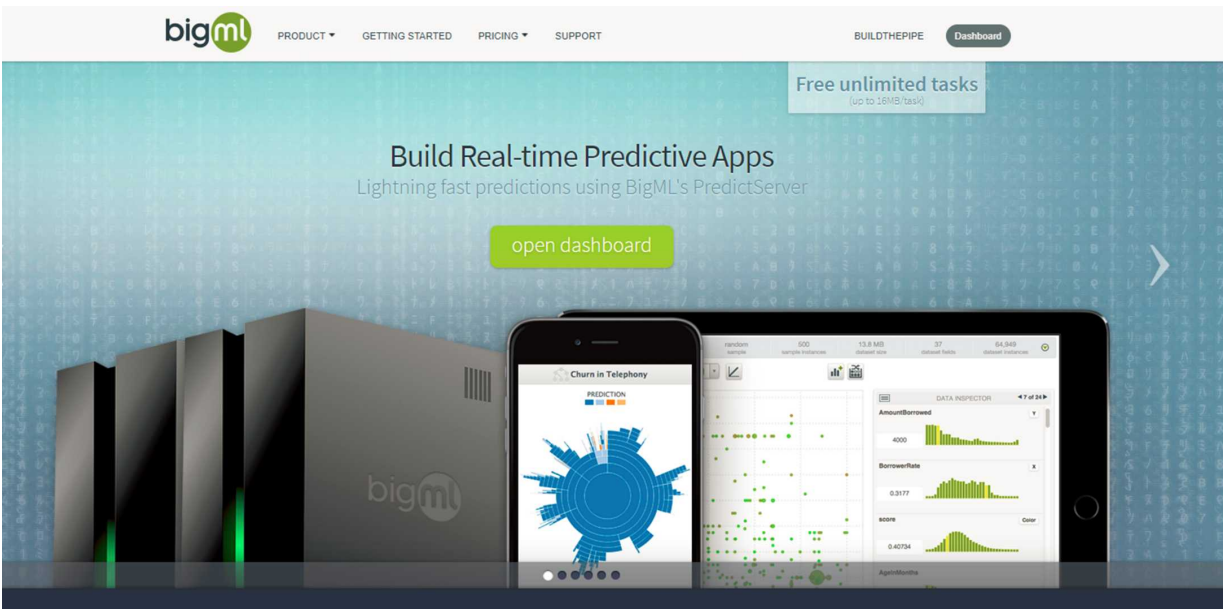 bigml
PRODUCT
GETTING STARTED
PRICING
SUPPORT
BUILDTHEPIPE
Dashboard
Free unlimited tasks
(up to 16MB/task)
Build Real-time Predictive Apps
Lightning fast predictions using BigML's PredictServer
open dashboard
bigml
Churn in Telephony
PREDICTION
random
sample
500
sample instances
13.8 MB
dataset size
37
dataset fields
64,949
dataset instances
DATA INSPECTOR
7 of 24
AmountBorrowed
Y
4000
BorrowerRate
X
0.3177
score
Color
0.40734
AgeInMonths